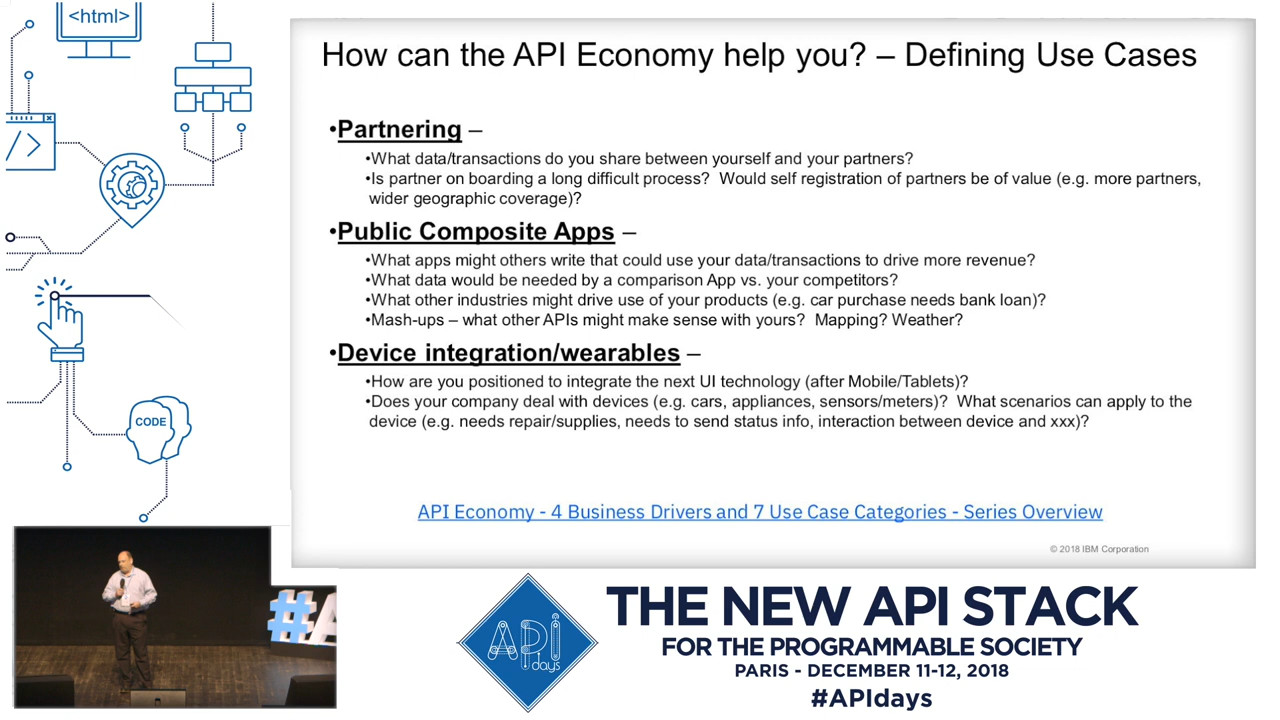 <html>
</>
CODE
How can the API Economy help you? – Defining Use Cases
•Partnering –
•What data/transactions do you share between yourself and your partners?
•Is partner on boarding a long difficult process? Would self registration of partners be of value (e.g. more partners,
wider geographic coverage)?
•Public Composite Apps –
•What apps might others write that could use your data/transactions to drive more revenue?
•What data would be needed by a comparison App vs. your competitors?
•What other industries might drive use of your products (e.g. car purchase needs bank loan)?
•Mash-ups – what other APIs might make sense with yours? Mapping? Weather?
•Device integration/wearables –
•How are you positioned to integrate the next UI technology (after Mobile/Tablets)?
•Does your company deal with devices (e.g. cars, appliances, sensors/meters)? What scenarios can apply to the
device (e.g. needs repair/supplies, needs to send status info, interaction between device and xxx)?
API Economy - 4 Business Drivers and 7 Use Case Categories - Series Overview
© 2018 IBM Corporation
#A
API
days
THE NEW API STACK
FOR THE PROGRAMMABLE SOCIETY
PARIS - DECEMBER 11-12, 2018
#APIdays